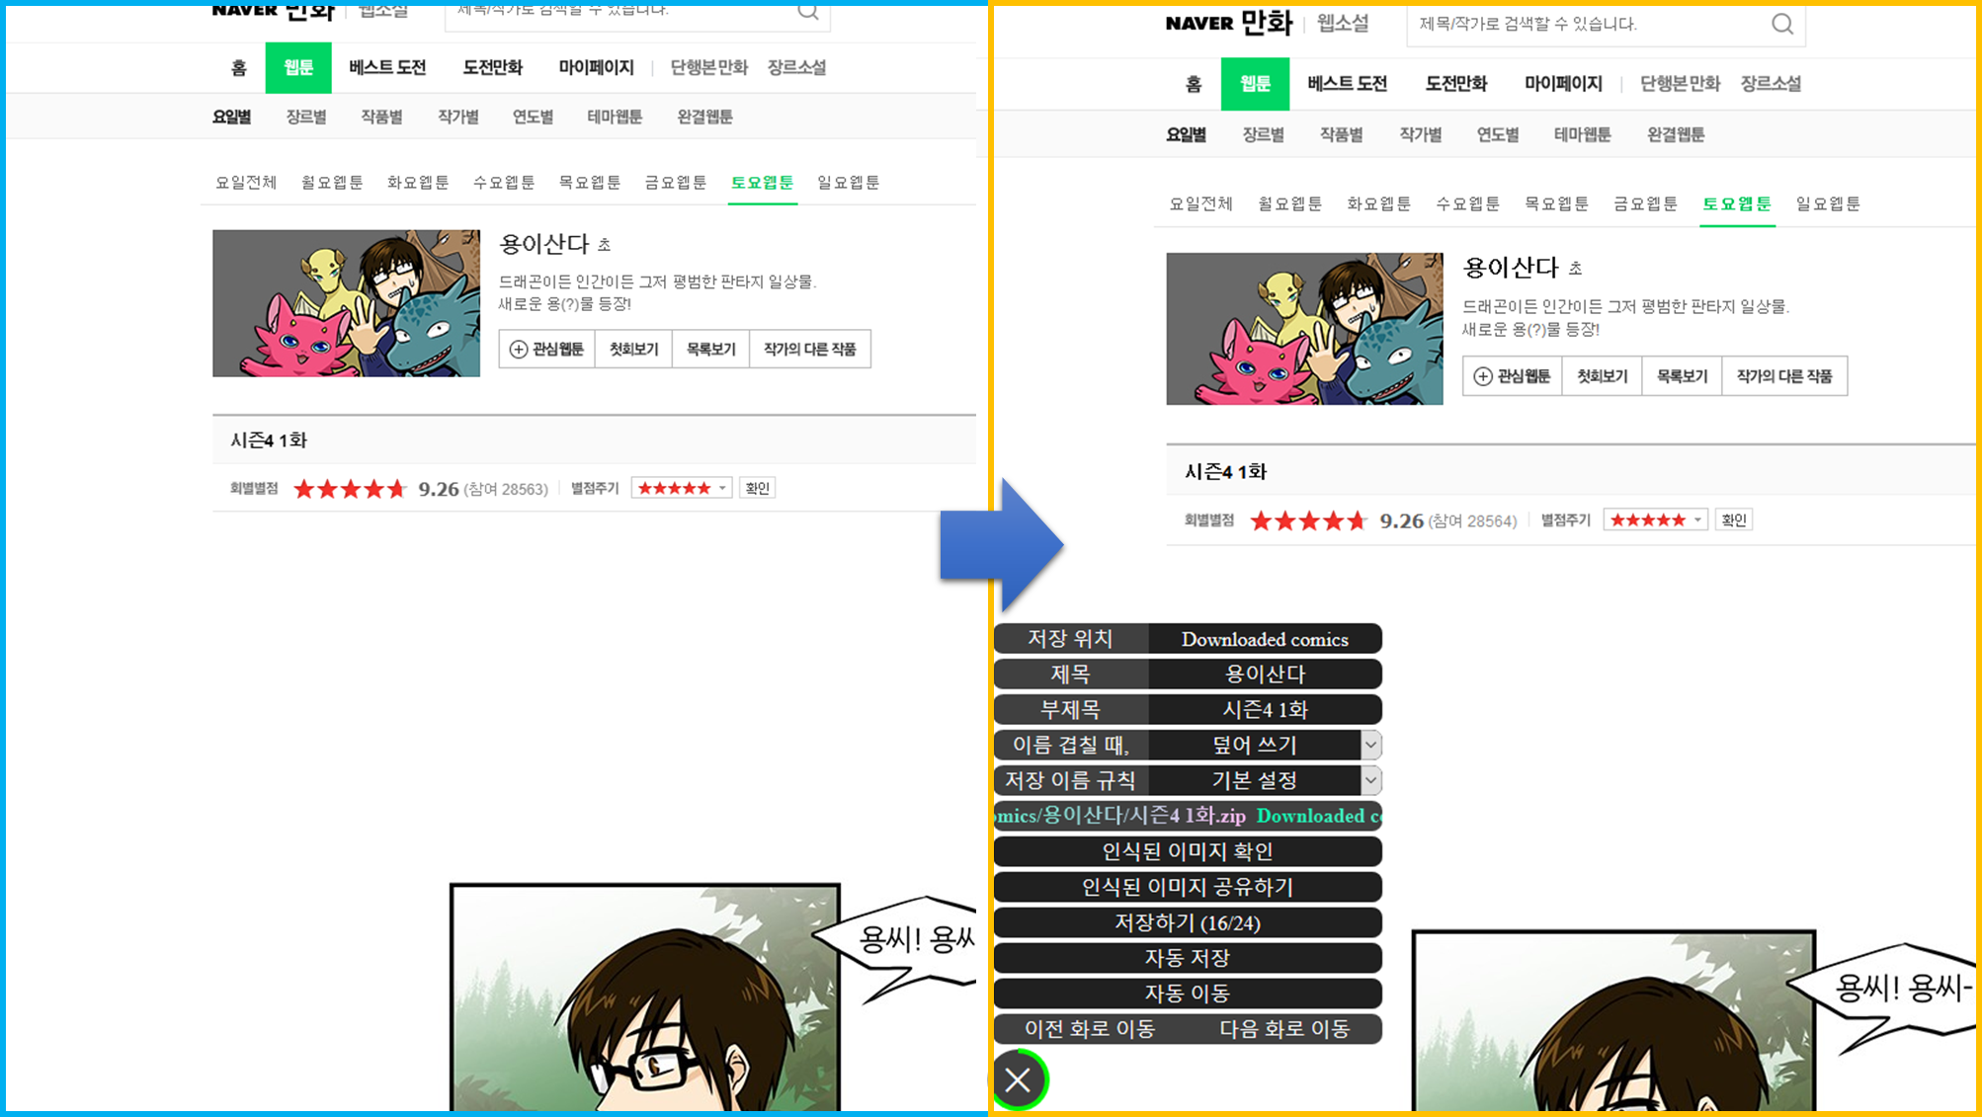 NAVER 만화 웹소설
제목/작가로 검색할 수 있습니다.
홈 웹툰 베스트 도전 도전만화 마이페이지 단행본만화 장르소설
요일별 장르별 작품별 작가별 연도별 테마웹툰 완결웹툰
요일전체 월요웹툰 화요웹툰 수요웹툰 목요웹툰 금요웹툰 토요웹툰 일요웹툰
용이산다 초
드래곤이든 인간이든 그저 평범한 판타지 일상물.
새로운 용(?)물 등장!
관심웹툰 첫회보기 목록보기 작가의 다른 작품
시즌4 1화
회별별점 9.26 (참여 28563) 별점주기 확인
용씨! 용씨
NAVER 만화 웹소설
제목/작가로 검색할 수 있습니다.
홈 웹툰 베스트 도전 도전만화 마이페이지 단행본만화 장르소설
요일별 장르별 작품별 작가별 연도별 테마웹툰 완결웹툰
요일전체 월요웹툰 화요웹툰 수요웹툰 목요웹툰 금요웹툰 토요웹툰 일요웹툰
용이산다 초
드래곤이든 인간이든 그저 평범한 판타지 일상물.
새로운 용(?)물 등장!
관심웹툰 첫회보기 목록보기 작가의 다른 작품
시즌4 1화
회별별점 9.26 (참여 28564) 별점주기 확인
저장 위치 Downloaded comics
제목 용이산다
부제목 시즌4 1화
이름 겹칠 때, 덮어 쓰기
저장 이름 규칙 기본 설정
omics/용이산다/시즌4 1화.zip Downloaded co
인식된 이미지 확인
인식된 이미지 공유하기
저장하기 (16/24)
자동 저장
자동 이동
이전 화로 이동 다음 화로 이동
용씨! 용씨-